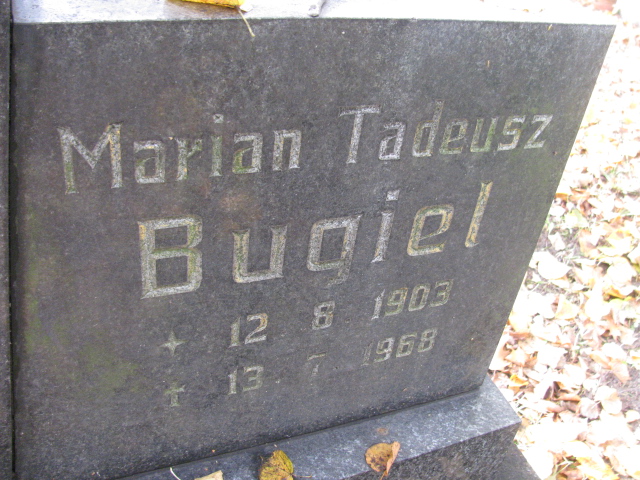 Marian Tadeusz
Bugiel
+ 12. 8. 1903
† 13. 7. 1968